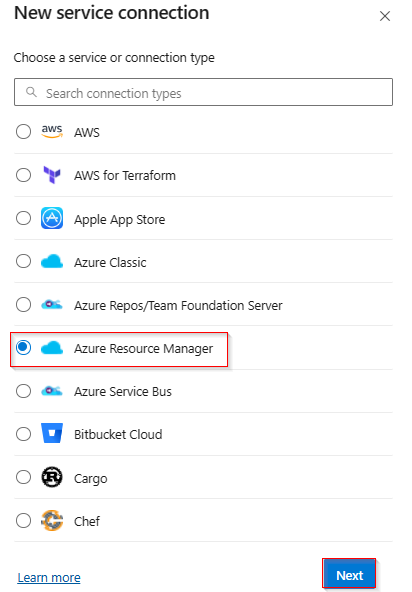 New service connection
Choose a service or connection type
Search connection types
aws AWS
AWS for Terraform
Apple App Store
Azure Classic
Azure Repos/Team Foundation Server
Azure Resource Manager
Azure Service Bus
Bitbucket Cloud
Cargo
Chef
Learn more
Next